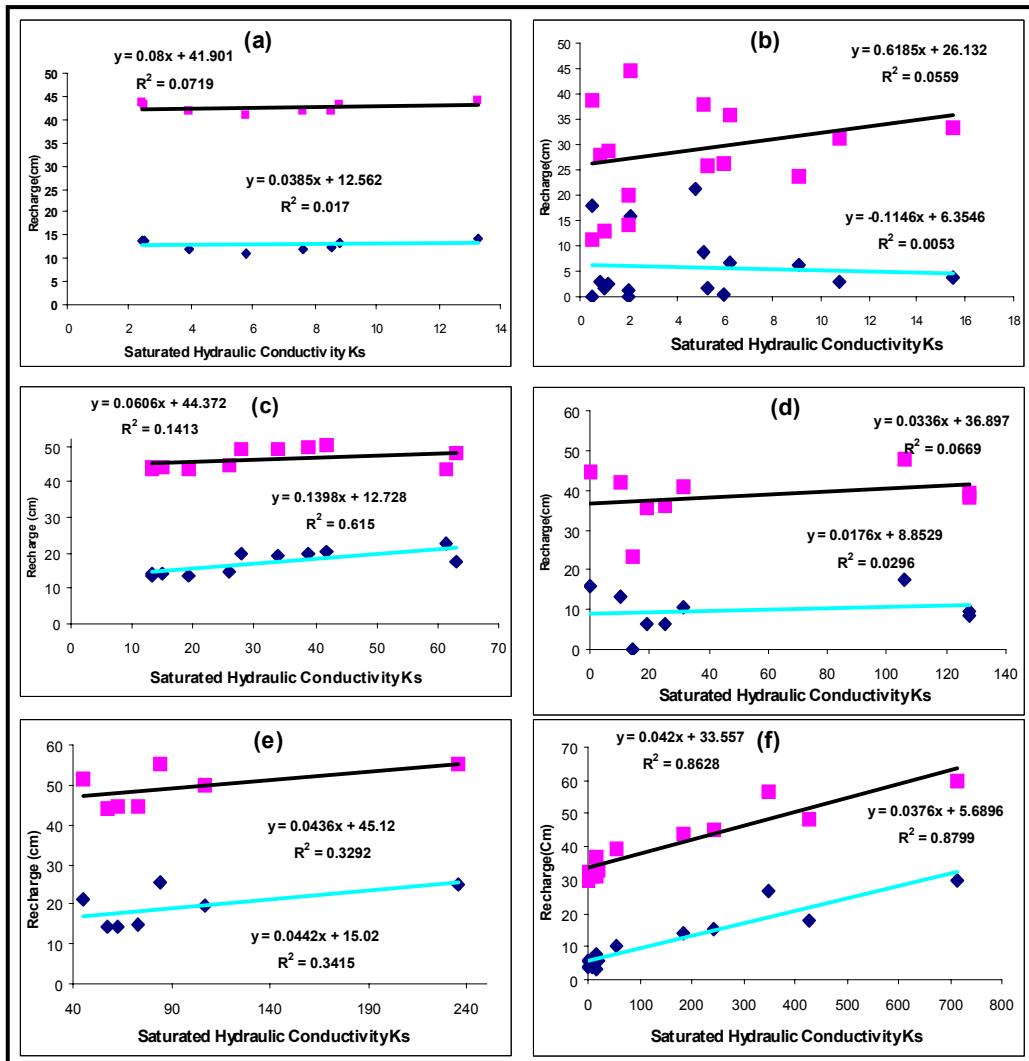 (a)
y = 0.08x + 41.901
R² = 0.0719
y = 0.0385x + 12.562
R² = 0.017
Recharge(cm)
50
45
40
35
30
25
20
15
10
5
0
0 2 4 6 8 10 12 14
Saturated Hydraulic Conductivity Ks
(b)
y = 0.6185x + 26.132
R² = 0.0559
y = -0.1146x + 6.3546
R² = 0.0053
Recharge(cm)
50
45
40
35
30
25
20
15
10
5
0
0 2 4 6 8 10 12 14 16 18
Saturated Hydraulic Conductivity Ks
(c)
y = 0.0606x + 44.372
R² = 0.1413
y = 0.1398x + 12.728
R² = 0.615
Recharge (cm)
60
50
40
30
20
10
0
0 10 20 30 40 50 60 70
Saturated Hydraulic Conductivity Ks
(d)
y = 0.0336x + 36.897
R² = 0.0669
y = 0.0176x + 8.8529
R² = 0.0296
Recharge(cm)
60
50
40
30
20
10
0
0 20 40 60 80 100 120 140
Saturated Hydraulic Conductivity Ks
(e)
y = 0.0436x + 45.12
R² = 0.3292
y = 0.0442x + 15.02
R² = 0.3415
Recharge (cm)
60
50
40
30
20
10
0
40 90 140 190 240
Saturated Hydraulic Conductivity Ks
(f)
y = 0.042x + 33.557
R² = 0.8628
y = 0.0376x + 5.6896
R² = 0.8799
Recharge(Cm)
70
60
50
40
30
20
10
0
0 100 200 300 400 500 600 700 800
Saturated Hydraulic Conductivity Ks